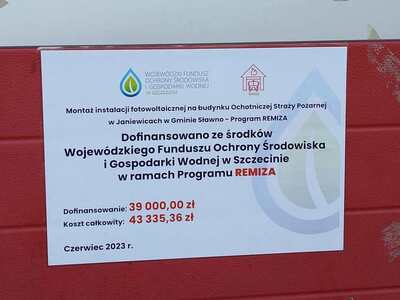 WOJEWÓDZKI FUNDUSZ
OCHRONY ŚRODOWISKA
I GOSPODARKI WODNEJ
W SZCZECINIE
Montaż instalacji fotowoltaicznej na budynku Ochotniczej Straży Pożarnej
w Janiewicach w Gminie Sławno - Program REMIZA
Dofinansowano ze środków
Wojewódzkiego Funduszu Ochrony Środowiska
i Gospodarki Wodnej w Szczecinie
w ramach Programu REMIZA
Dofinansowanie: 39 000,00 zł
Koszt całkowity: 43 335,36 zł
Czerwiec 2023 r.